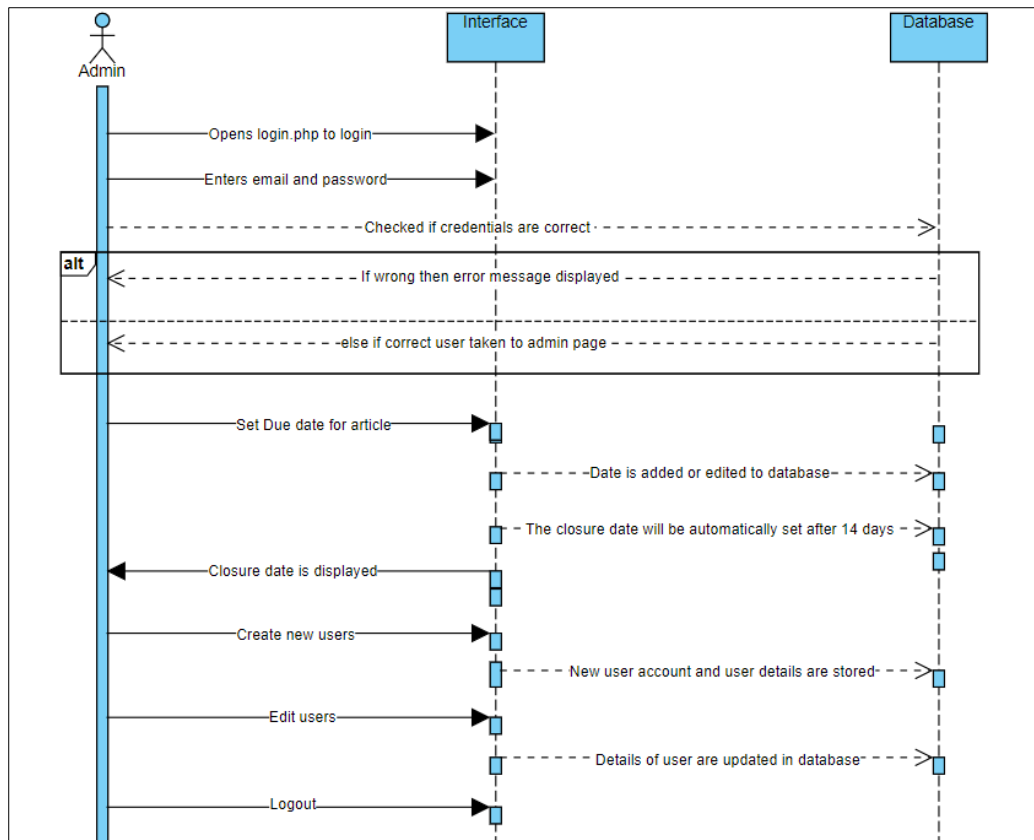 Interface
Database
Admin
Opens login.php to login
Enters email and password
Checked if credentials are correct
alt
If wrong then error message displayed
else if correct user taken to admin page
Set Due date for article
Date is added or edited to database
The closure date will be automatically set after 14 days
Closure date is displayed
Create new users
New user account and user details are stored
Edit users
Details of user are updated in database
Logout